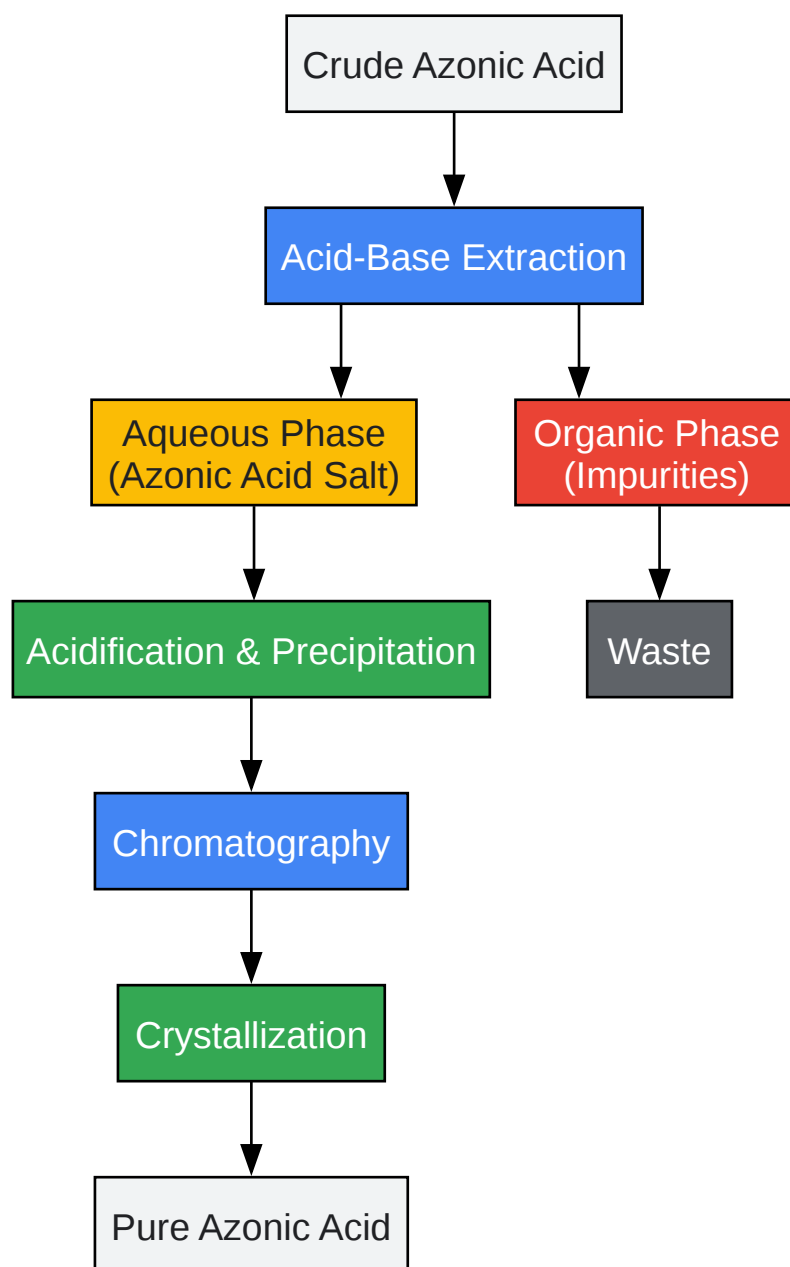 Crude Azonic Acid
Acid-Base Extraction
Aqueous Phase
(Azonic Acid Salt)
Organic Phase
(Impurities)
Acidification & Precipitation
Waste
Chromatography
Crystallization
Pure Azonic Acid